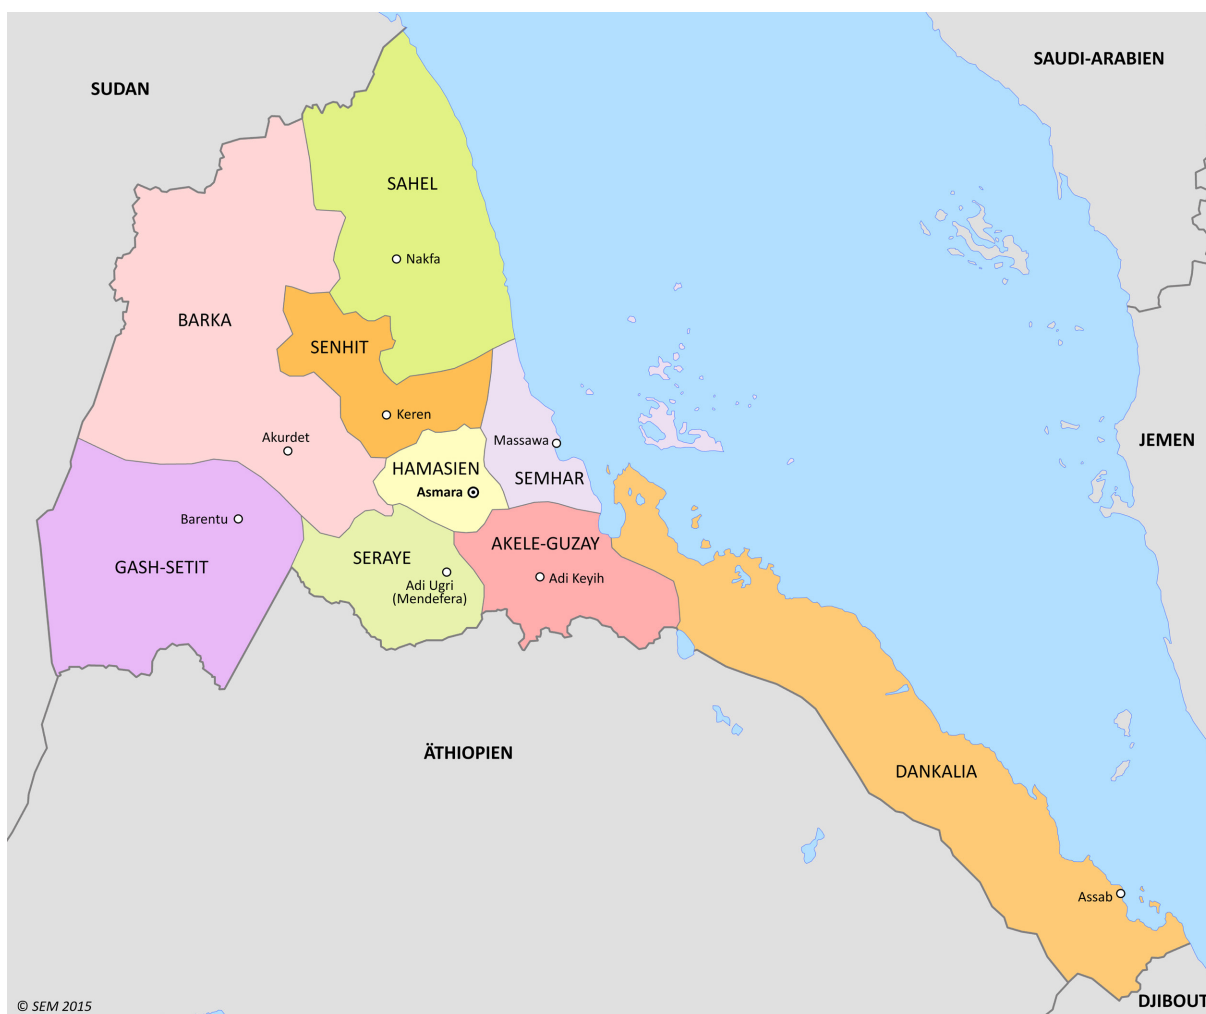 SAUDI-ARABIEN
SUDAN
SAHEL
Nakfa
BARKA
SENHIT
Keren
Akurdet
Massawa
JEMEN
HAMASIEN
SEMHAR
Asmara
Barentu
AKELE-GUZAY
SERAYE
GASH-SETIT
Adi Keyih
Adi Ugri
(Mendefera)
ÄTHIOPIEN
DANKALIA
Assab
DJIBOUT
© SEM 2015